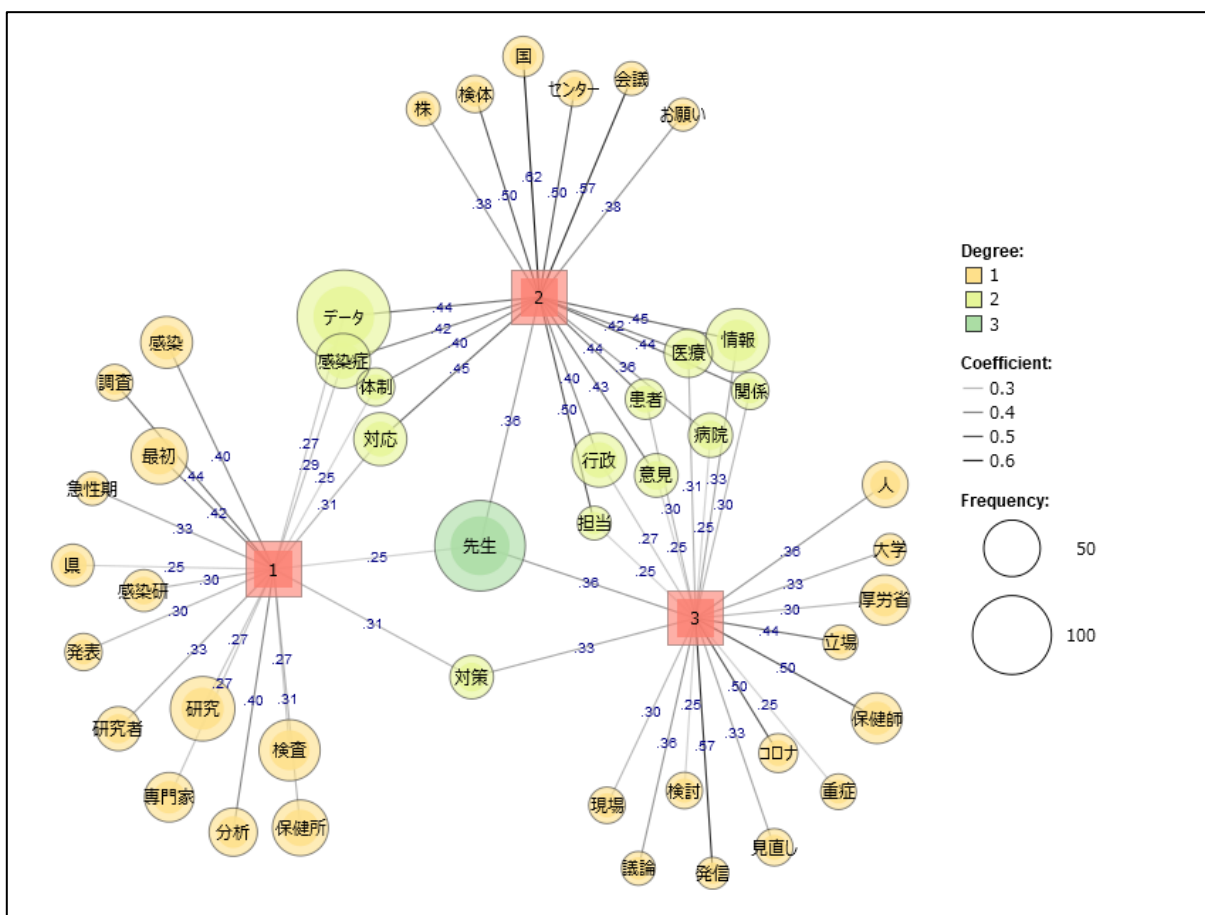 国
会議
センター
検体
株
お願い
.62
.50
.50
.57
.38
.38
2
データ
.44
感染症
.42
体制
.40
対応
.45
.36
.45
.42
.44
.44
.36
.40
.43
.50
情報
医療
関係
患者
病院
行政
意見
担当
感染
調査
最初
急性期
県
感染研
発表
研究者
研究
専門家
分析
検査
保健所
.40
.44
.42
.33
.25
.30
.30
.33
.27
.27
.40
.27
.31
.27
.29
.25
.31
1
.25
先生
.36
.31
対策
.33
.31
.33
.30
.30
.25
.25
.27
.25
3
人
大学
厚労省
立場
保健師
コロナ
重症
見直し
発信
検討
議論
現場
.36
.33
.30
.44
.50
.50
.25
.33
.57
.25
.36
.30
Degree:
1
2
3
Coefficient:
0.3
0.4
0.5
0.6
Frequency:
50
100